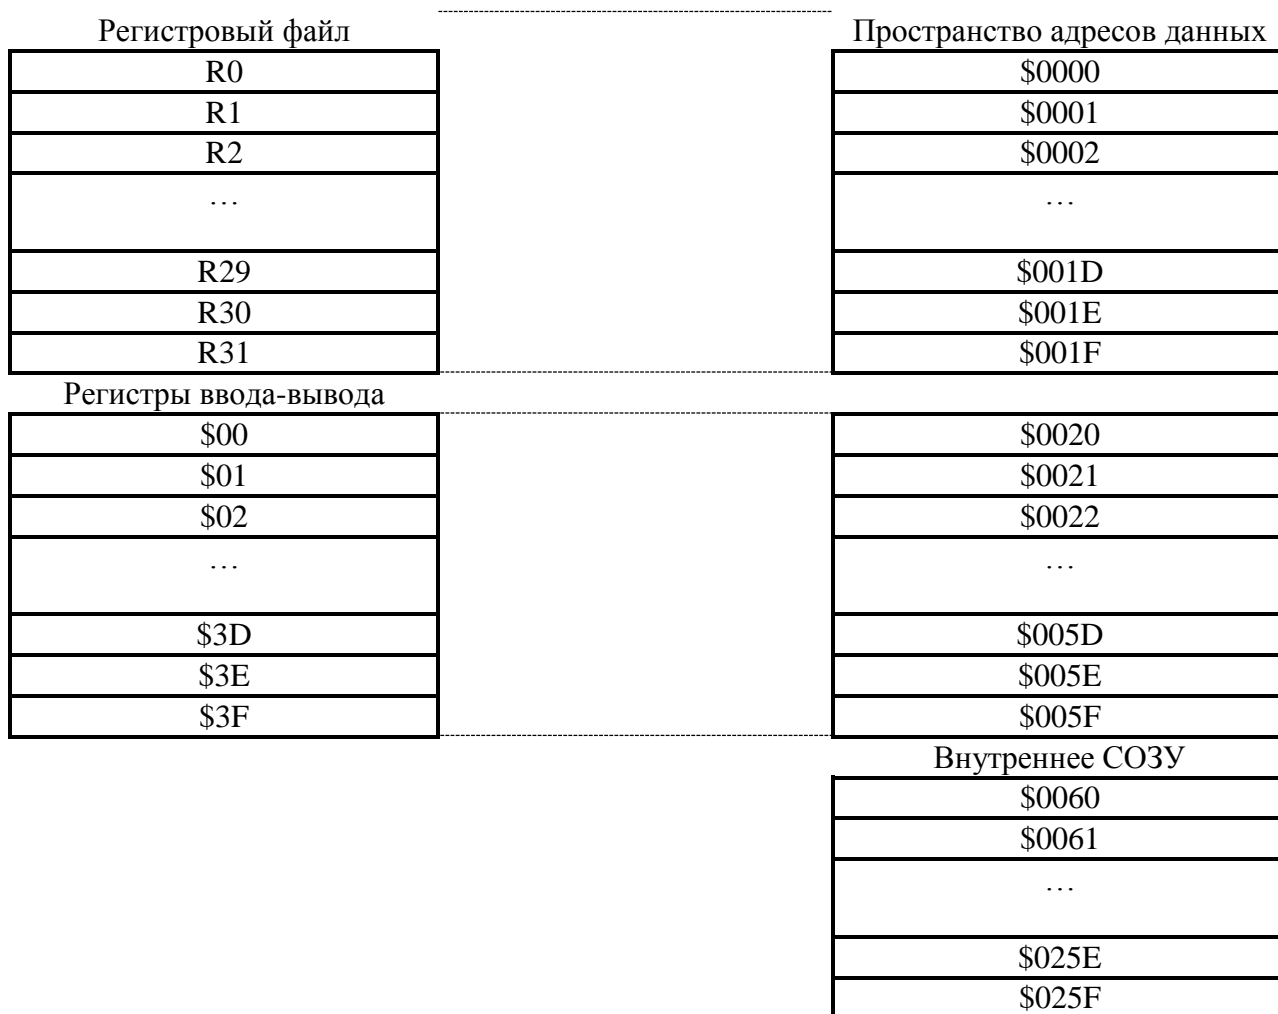 Регистровый файл Пространство адресов данных
R0 $0000
R1 $0001
R2 $0002
… …
R29 $001D
R30 $001E
R31 $001F
Регистры ввода-вывода
$00 $0020
$01 $0021
$02 $0022
… …
$3D $005D
$3E $005E
$3F $005F
Внутреннее СОЗУ
$0060
$0061
…
$025E
$025F